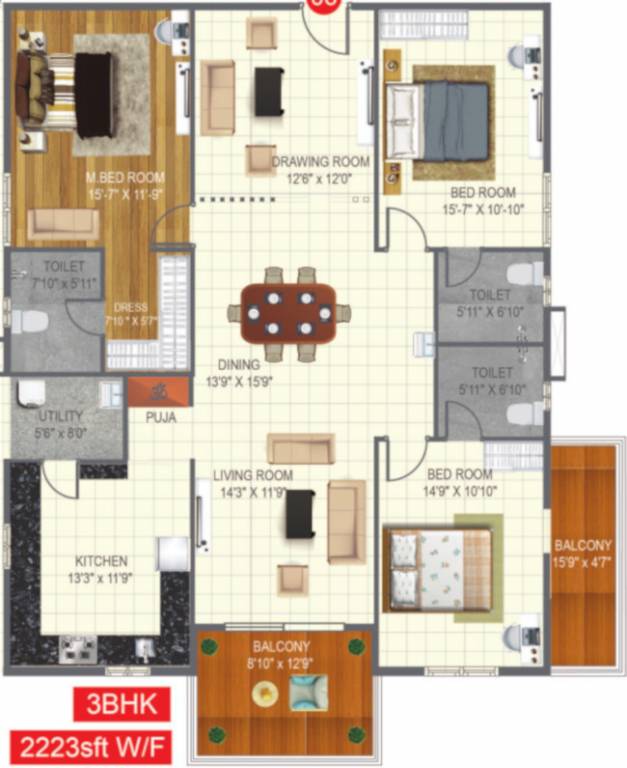 M.BED ROOM
15'-7" X 11'-9"
DRAWING ROOM
12'6" x 12'0"
BED ROOM
15'-7" X 10'-10"
TOILET
7'10" x 5'11"
DRESS
7'10" X 5'7"
TOILET
5'11" X 6'10"
DINING
13'9" X 15'9"
TOILET
5'11" X 6'10"
UTILITY
5'6" x 8'0"
PUJA
LIVING ROOM
14'3" X 11'9"
BED ROOM
14'9" X 10'10"
KITCHEN
13'3" x 11'9"
BALCONY
15'9" x 4'7"
BALCONY
8'10" x 12'9"
3BHK
2223sft W/F